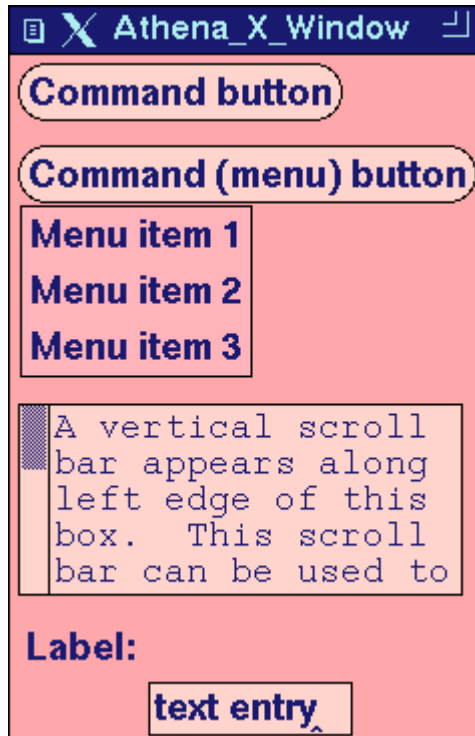 Athena_X_Window
Command button
Command (menu) button
Menu item 1
Menu item 2
Menu item 3
A vertical scroll
bar appears along
left edge of this
box.  This scroll
bar can be used to
Label:
text entry